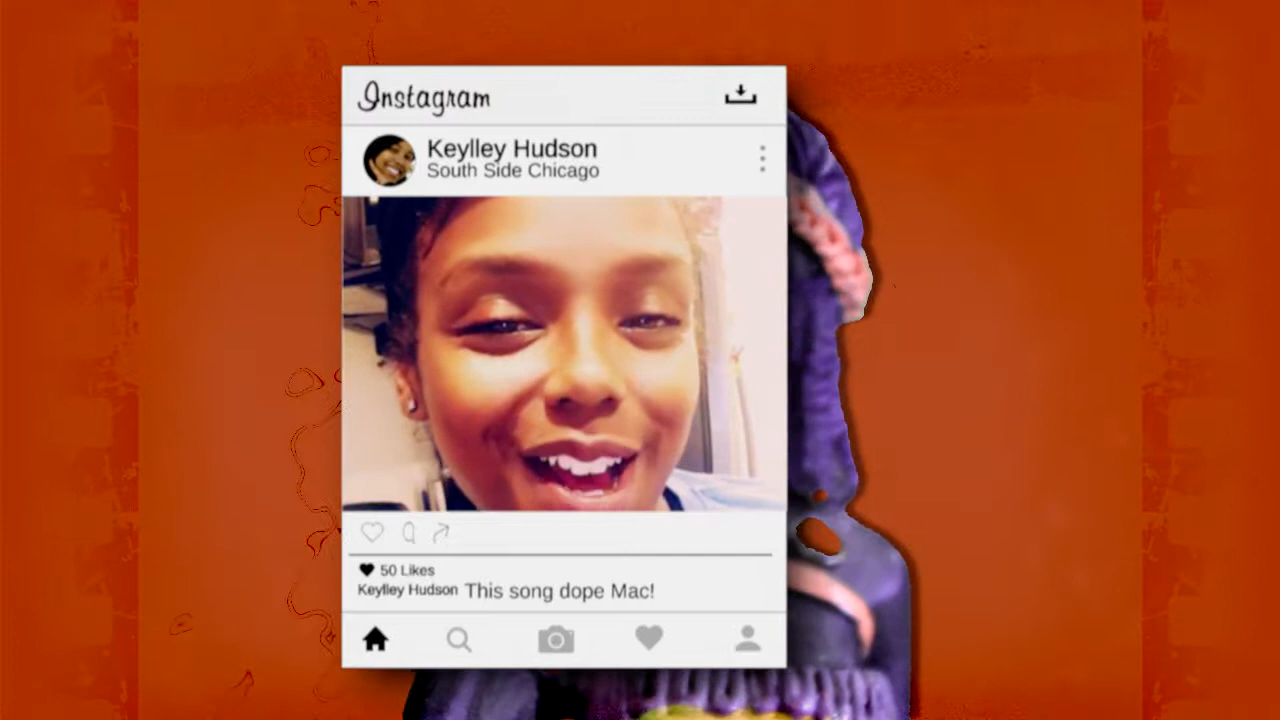 Instagram
Keylley Hudson
South Side Chicago
50 Likes
Keylley Hudson This song dope Mac!